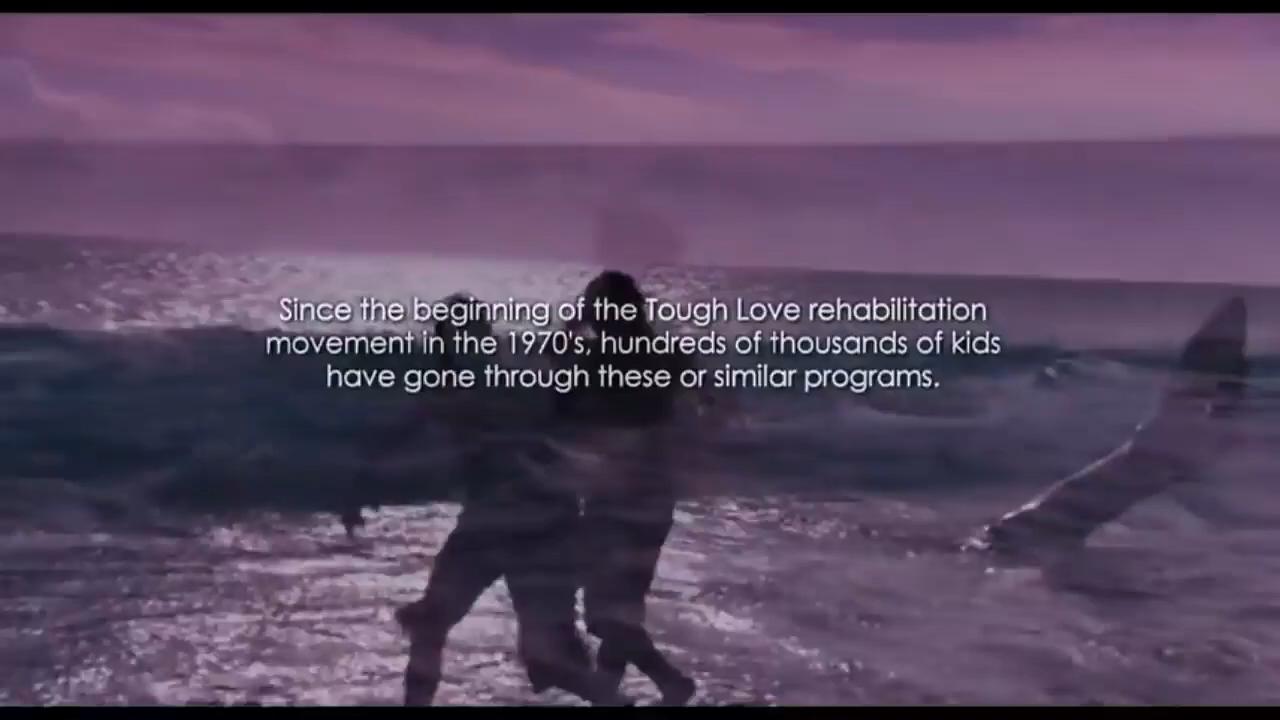 Since the beginning of the Tough Love rehabilitation
movement in the 1970's, hundreds of thousands of kids
have gone through these or similar programs.